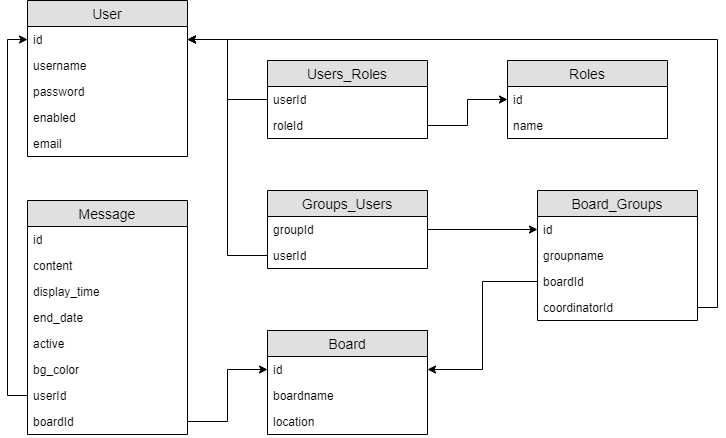 User
id
username
password
enabled
email
Users_Roles
userId
roleId
Roles
id
name
Message
id
content
display_time
end_date
active
bg_color
userId
boardId
Groups_Users
groupId
userId
Board_Groups
id
groupname
boardId
coordinatorId
Board
id
boardname
location